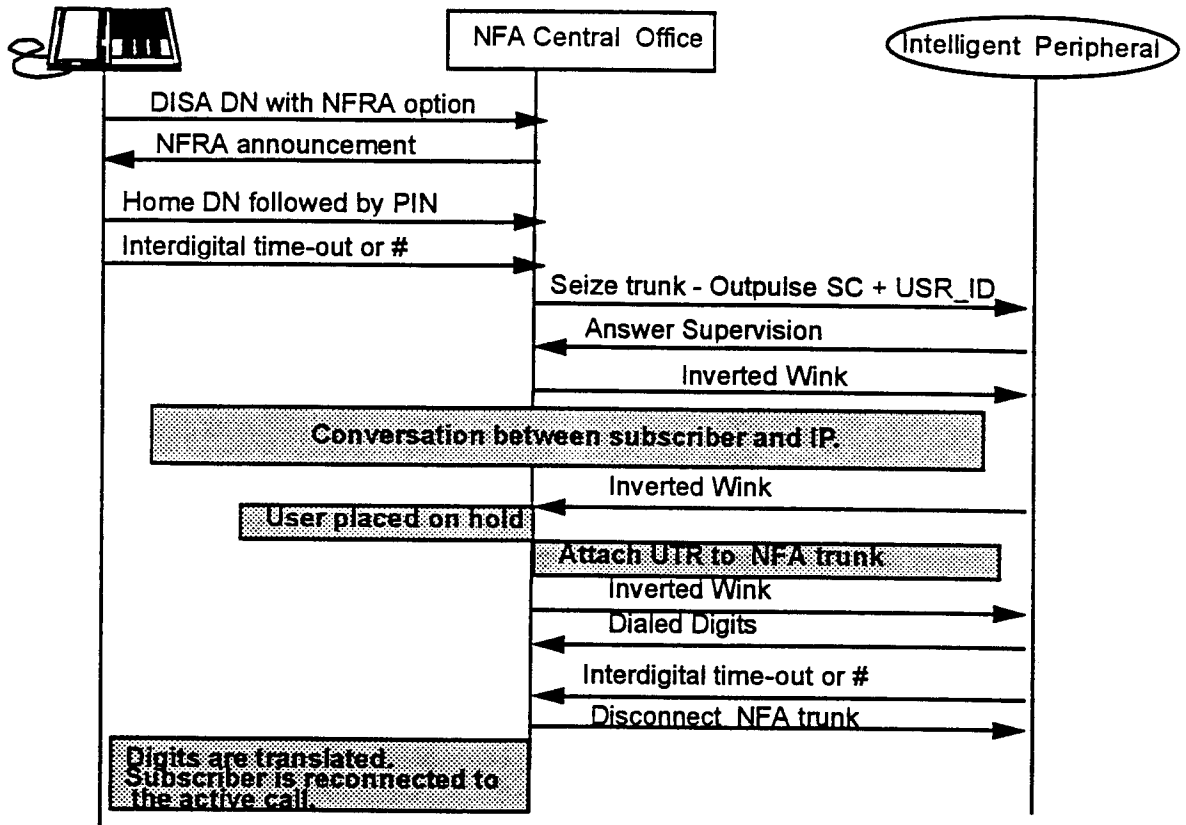 NFA Central Office
Intelligent Peripheral
DISA DN with NFRA option
NFRA announcement
Home DN followed by PIN
Interdigital time-out or #
Seize trunk - Outpulse SC + USR_ID
Answer Supervision
Inverted Wink
Conversation between subscriber and IP.
Inverted Wink
User placed on hold
Attach UTR to NFA trunk
Inverted Wink
Dialed Digits
Interdigital time-out or #
Disconnect NFA trunk
Digits are translated.
Subscriber is reconnected to
the active call.